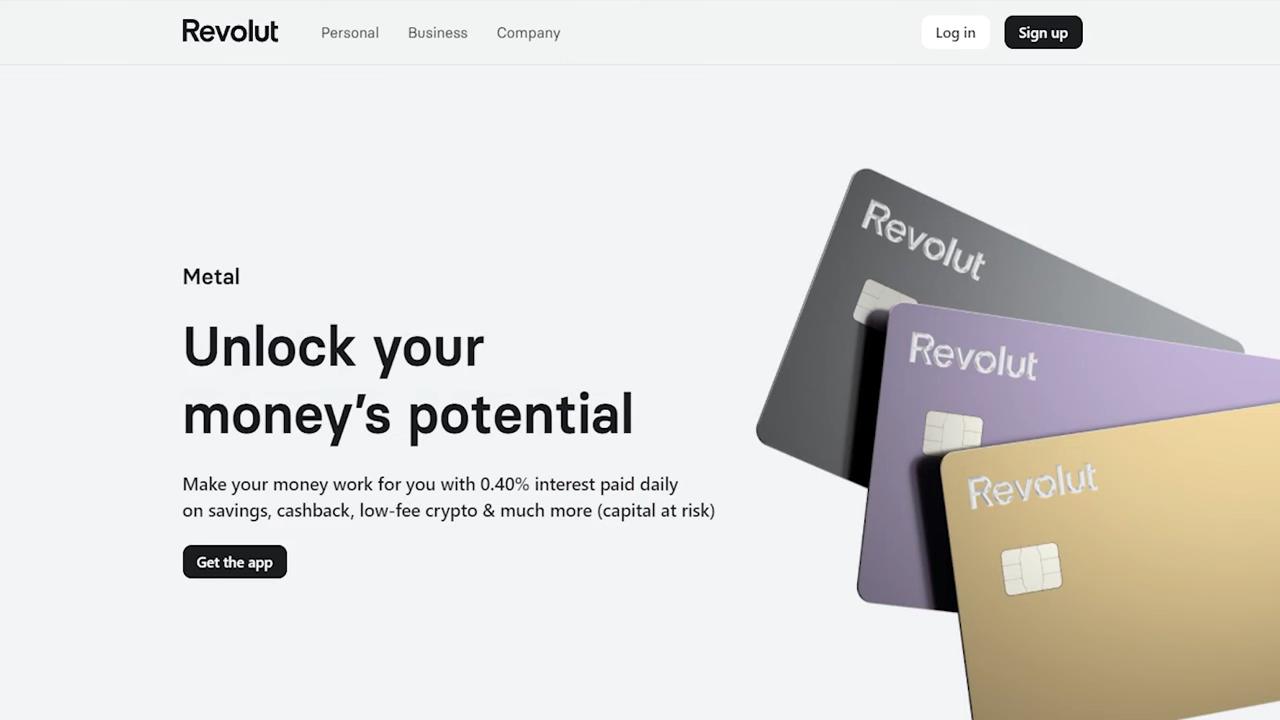 Revolut
Personal
Business
Company
Log in
Sign up
Metal
Unlock your
money’s potential
Make your money work for you with 0.40% interest paid daily
on savings, cashback, low-fee crypto & much more (capital at risk)
Get the app
Revolut
Revolut
Revolut